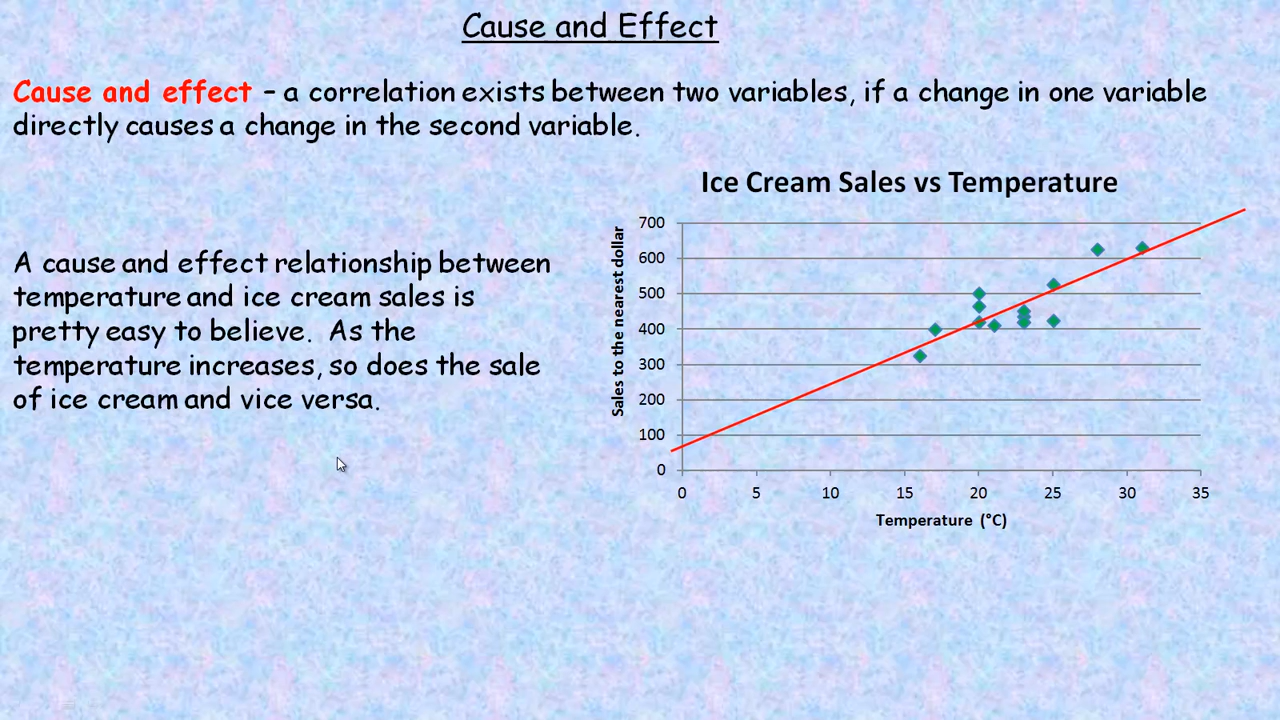 Cause and Effect
Cause and effect – a correlation exists between two variables, if a change in one variable
directly causes a change in the second variable.
A cause and effect relationship between
temperature and ice cream sales is
pretty easy to believe. As the
temperature increases, so does the sale
of ice cream and vice versa.
Ice Cream Sales vs Temperature
Sales to the nearest dollar
700
600
500
400
300
200
100
0
0 5 10 15 20 25 30 35
Temperature (°C)